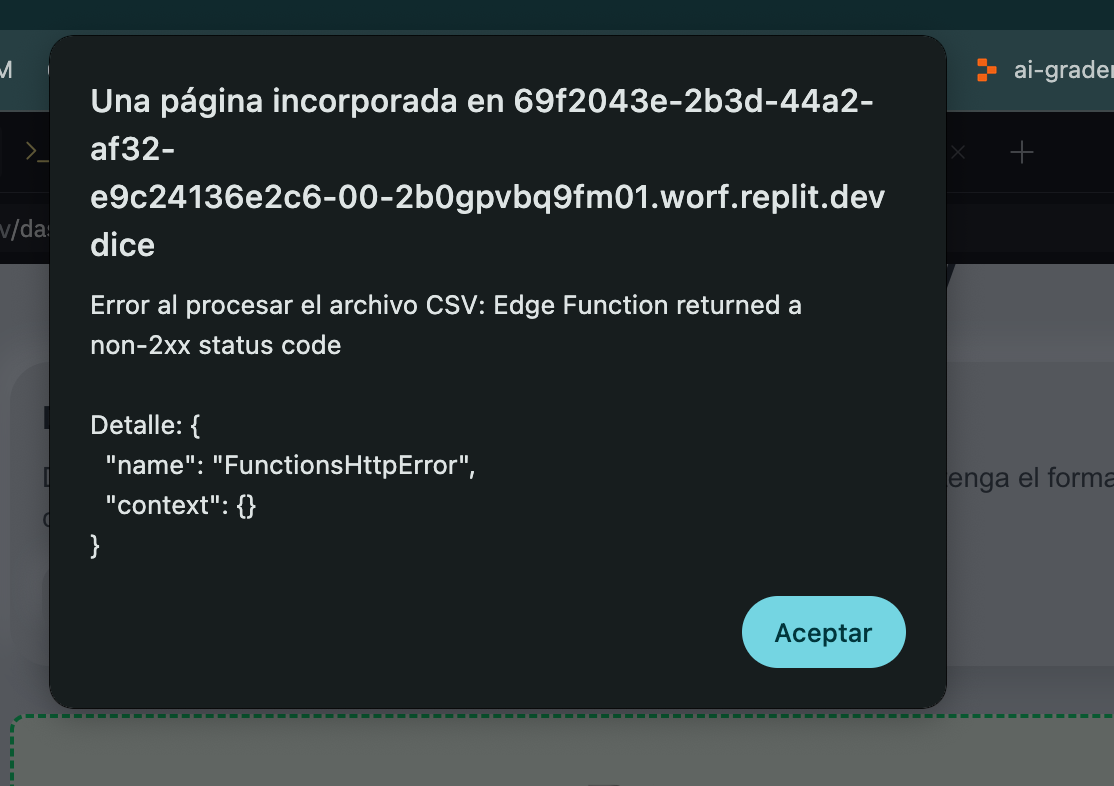 M
ai-grader
Una página incorporada en 69f2043e-2b3d-44a2-
af32-
e9c24136e2c6-00-2b0gpvbq9fm01.worf.replit.dev
dice
>_
v/das
Error al procesar el archivo CSV: Edge Function returned a
non-2xx status code
Detalle: {
"name": "FunctionsHttpError",
"context": {}
}
enga el forma
Aceptar